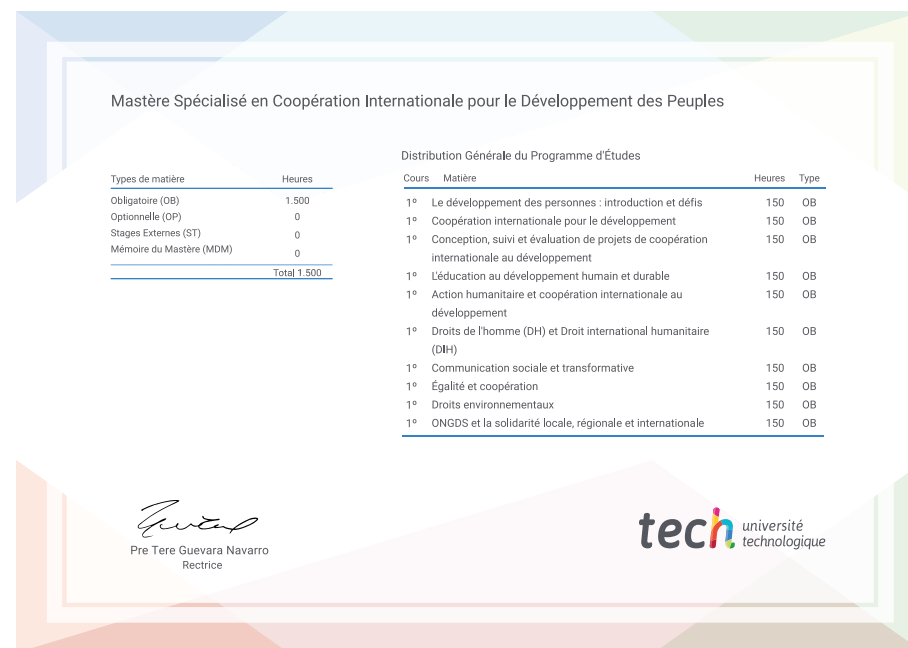 Mastère Spécialisé en Coopération Internationale pour le Développement des Peuples
Types de matière Heures
Obligatoire (OB) 1.500
Optionnelle (OP) 0
Stages Externes (ST) 0
Mémoire du Mastère (MDM) 0
Total 1.500
Distribution Générale du Programme d'Études
Cours Matière Heures Type
1º Le développement des personnes : introduction et défis 150 OB
1º Coopération internationale pour le développement 150 OB
1º Conception, suivi et évaluation de projets de coopération 150 OB
internationale au développement
1º L'éducation au développement humain et durable 150 OB
1º Action humanitaire et coopération internationale au 150 OB
développement
1º Droits de l'homme (DH) et Droit international humanitaire 150 OB
(DIH)
1º Communication sociale et transformative 150 OB
1º Égalité et coopération 150 OB
1º Droits environnementaux 150 OB
1º ONGDS et la solidarité locale, régionale et internationale 150 OB
Pre Tere Guevara Navarro
Rectrice
tech université
technologique